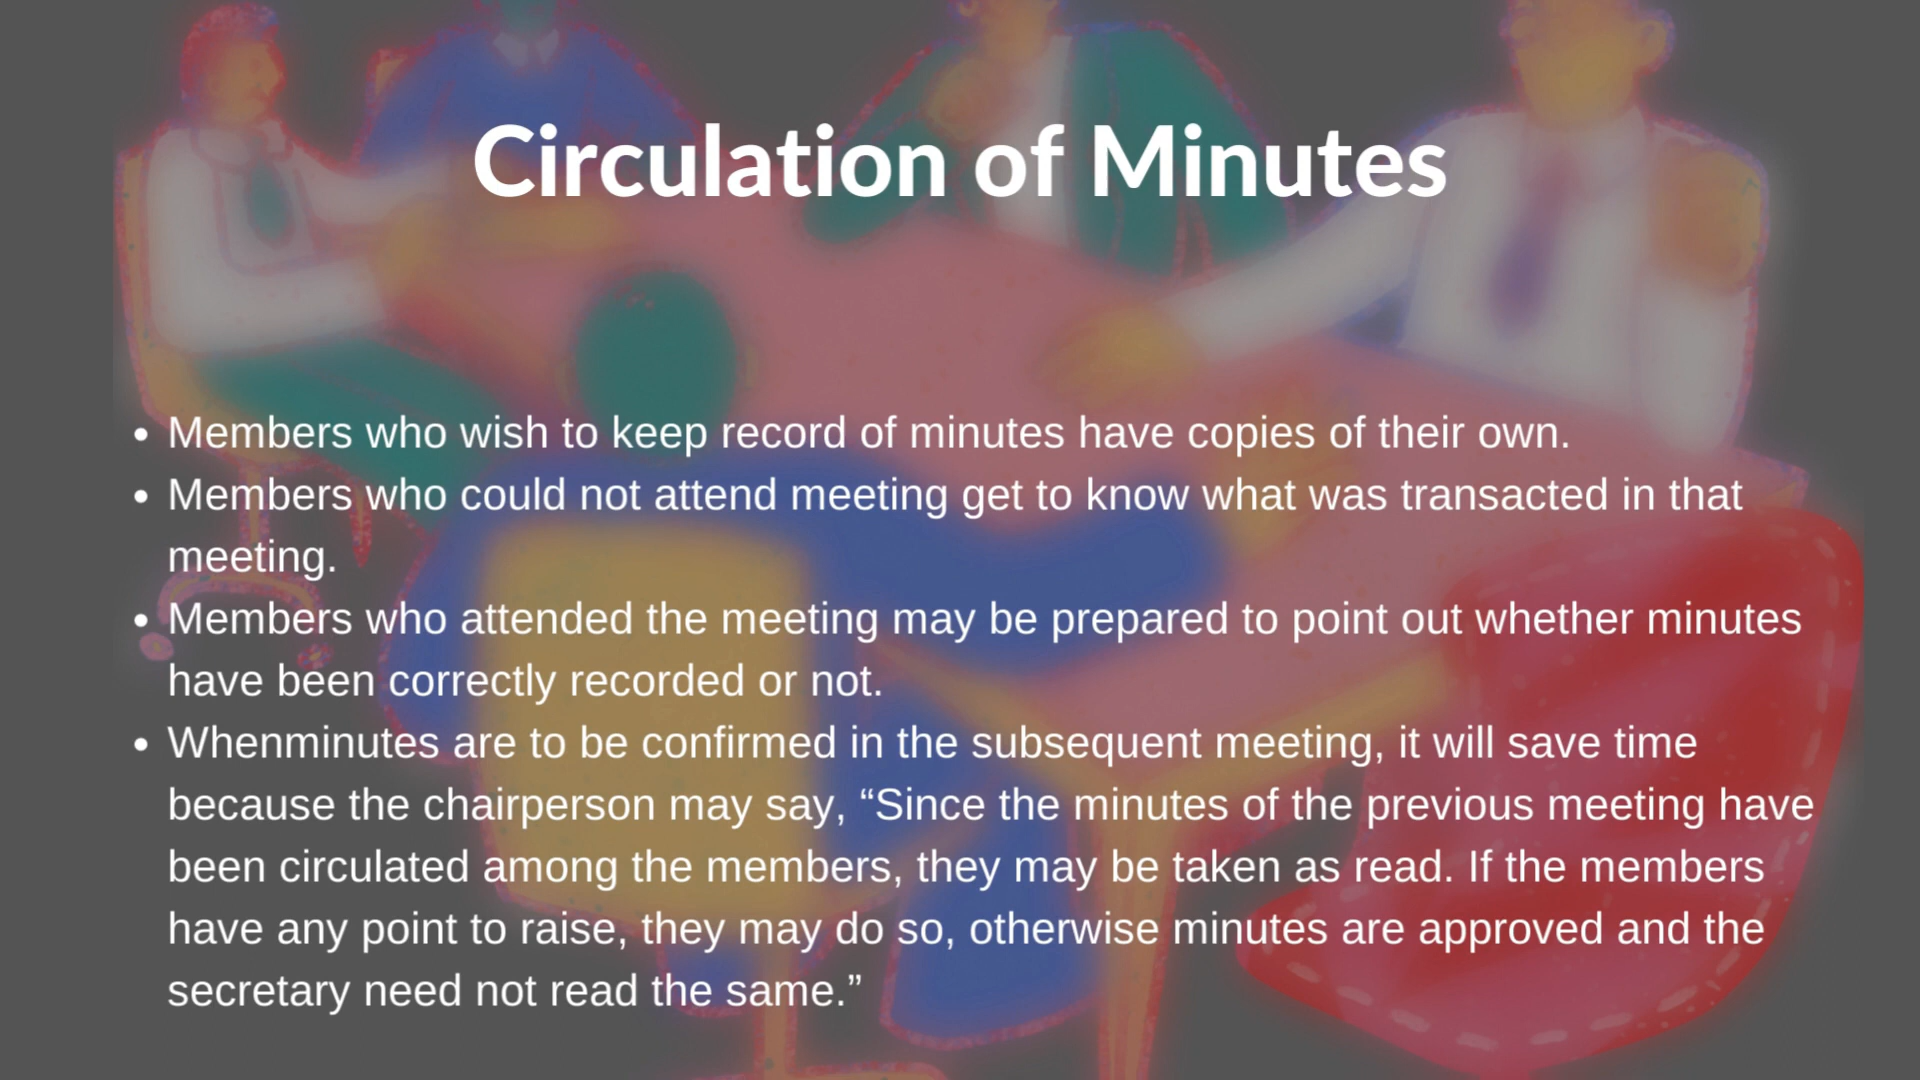 Circulation of Minutes
• Members who wish to keep record of minutes have copies of their own.
• Members who could not attend meeting get to know what was transacted in that
meeting.
• Members who attended the meeting may be prepared to point out whether minutes
have been correctly recorded or not.
• Whenminutes are to be confirmed in the subsequent meeting, it will save time
because the chairperson may say, “Since the minutes of the previous meeting have
been circulated among the members, they may be taken as read. If the members
have any point to raise, they may do so, otherwise minutes are approved and the
secretary need not read the same.”